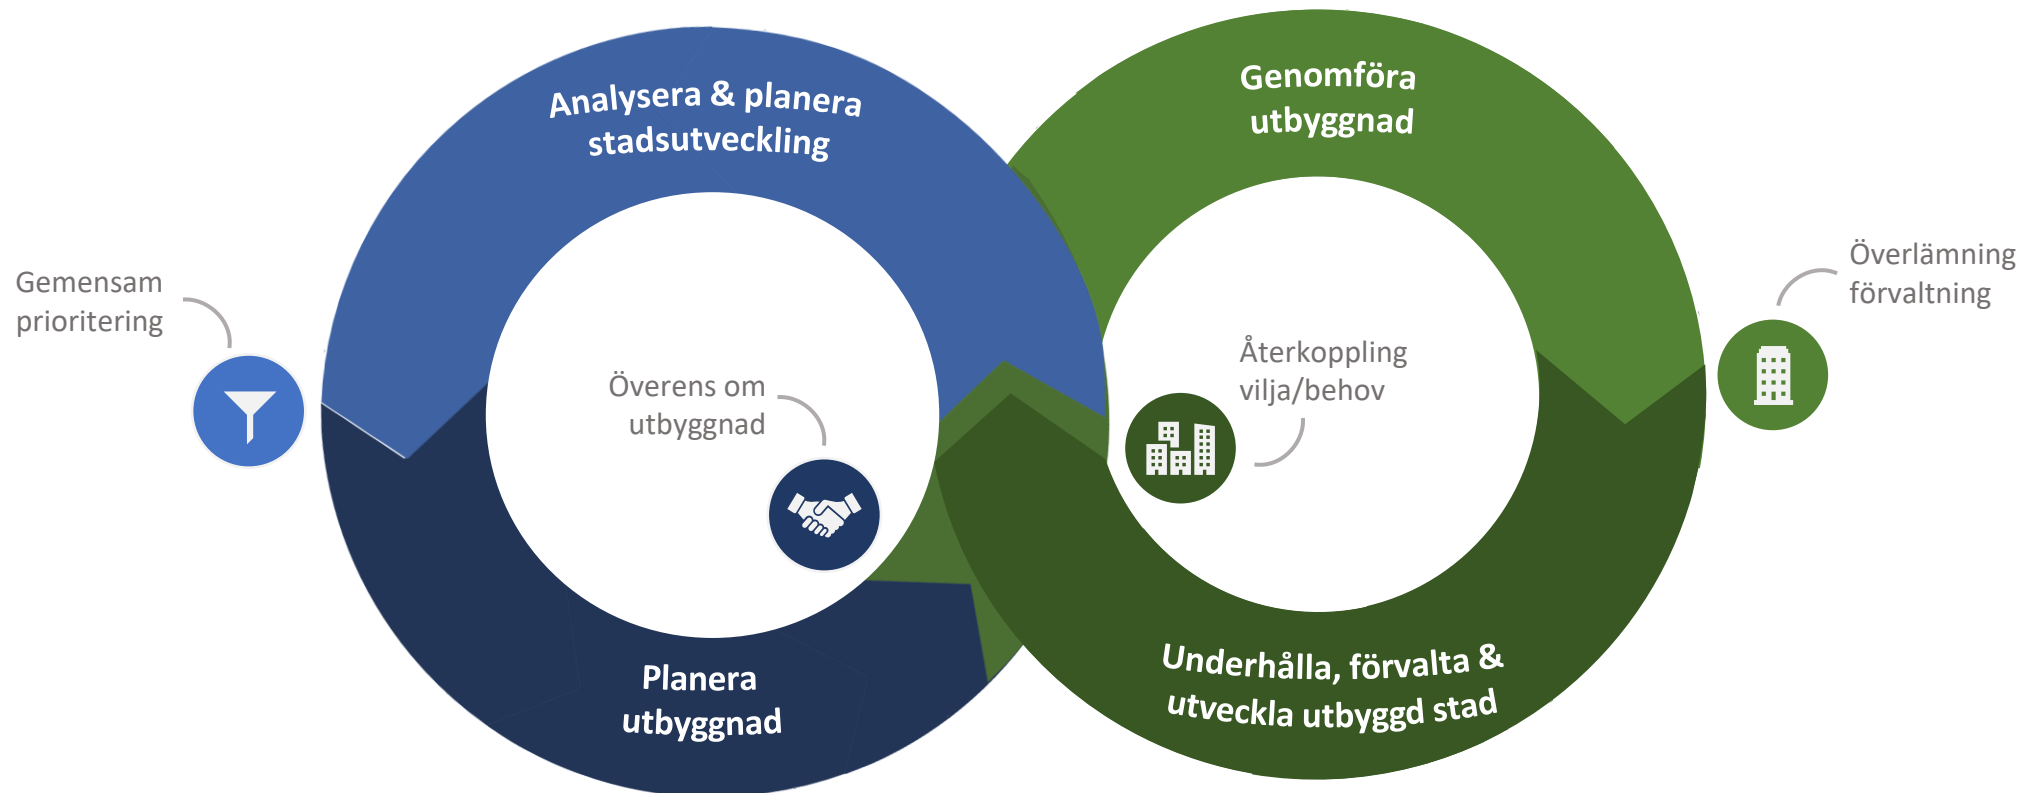 Analysera & planera
stadsutveckling
Genomföra
utbyggnad
Gemensam
prioritering
Överlämning
förvaltning
Överens om
utbyggnad
Återkoppling
vilja/behov
Planera
utbyggnad
Underhålla, förvalta &
utveckla utbyggd stad